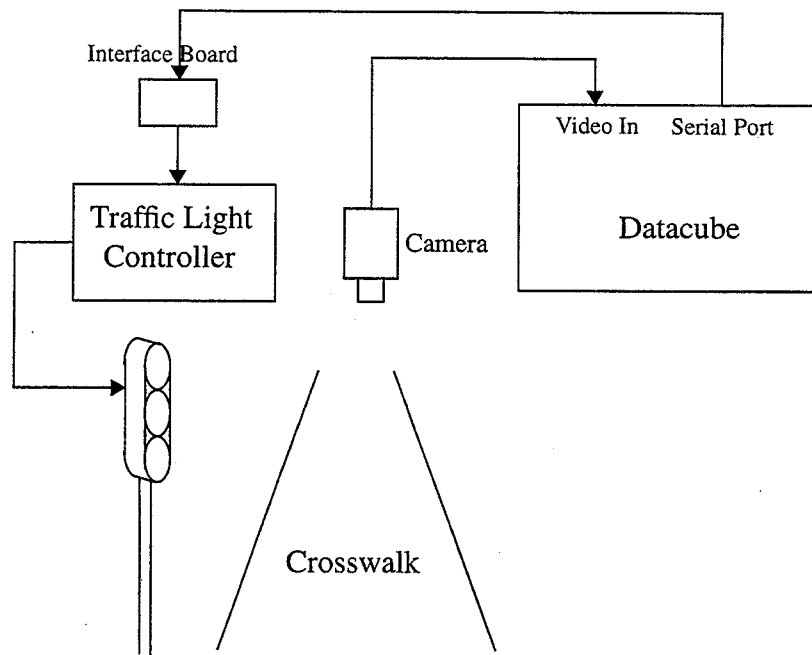 Interface Board
Video In
Serial Port
Traffic Light
Controller
Camera
Datacube
Crosswalk